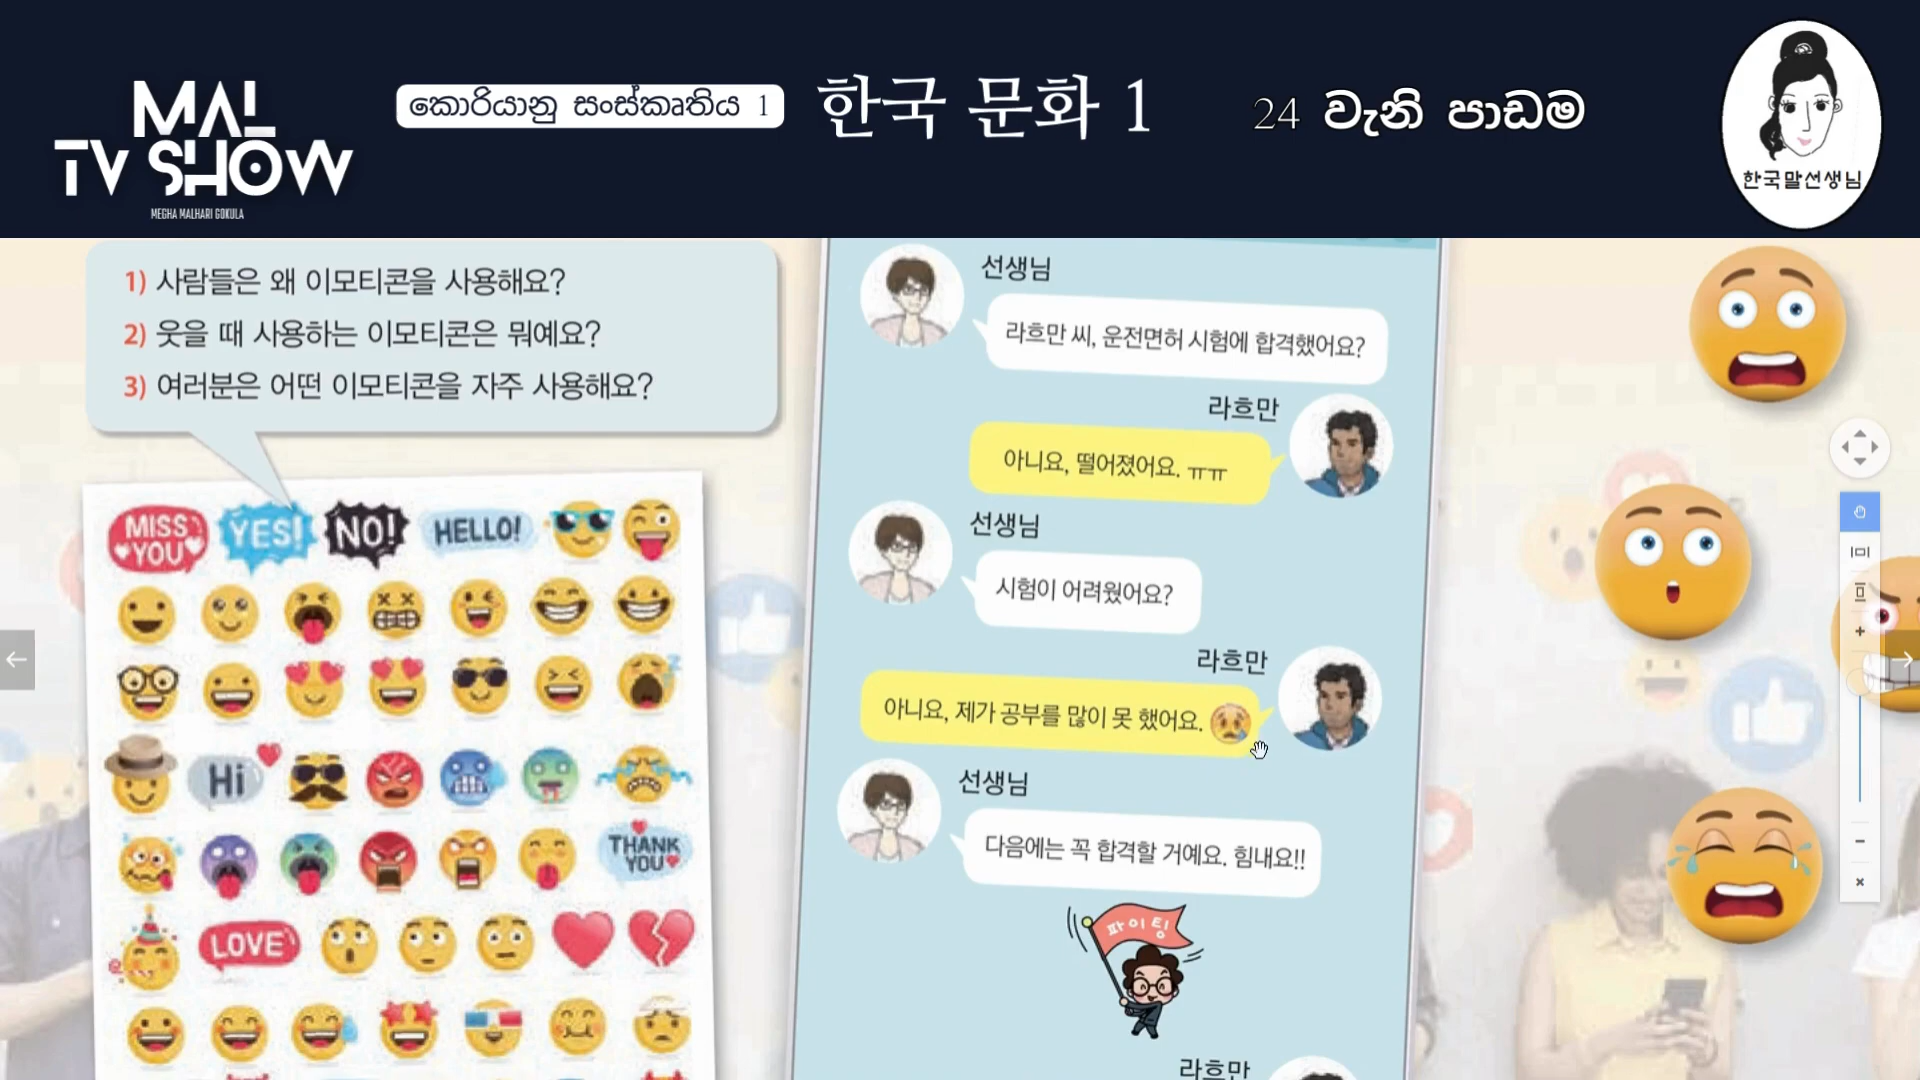 MAL
TV SHOW
MEGHA MALHARI GOKULA
කොරියානු සංස්කෘතිය 1
한국 문화 1
24 වැනි පාඩම
한국말선생님
1) 사람들은 왜 이모티콘을 사용해요?
2) 웃을 때 사용하는 이모티콘은 뭐예요?
3) 여러분은 어떤 이모티콘을 자주 사용해요?
MISS YOU
YES!
NO!
HELLO!
Hi
THANK YOU
LOVE
선생님
라흐만 씨, 운전면허 시험에 합격했어요?
라흐만
아니요, 떨어졌어요. ㅠㅠ
선생님
시험이 어려웠어요?
라흐만
아니요, 제가 공부를 많이 못 했어요.
선생님
다음에는 꼭 합격할 거예요. 힘내요!!
파이팅
라흐만